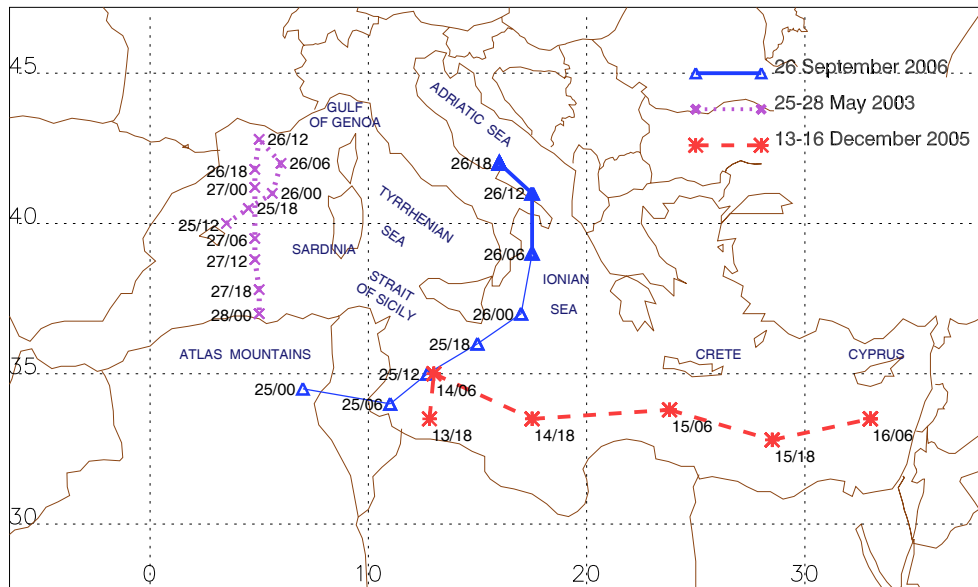 45
26 September 2006
25-28 May 2003
13-16 December 2005
GULF
OF GENOA
ADRIATIC SEA
26/12
26/06
26/18
26/18
27/00
26/00
26/12
25/18
25/12
40
TYRRHENIAN
SEA
27/06
SARDINIA
26/06
27/12
STRAIT
OF SICILY
IONIAN
SEA
27/18
28/00
26/00
25/18
ATLAS MOUNTAINS
CRETE
CYPRUS
35
25/12
25/00
14/06
25/06
13/18
14/18
15/06
15/18
16/06
30
0
10
20
30